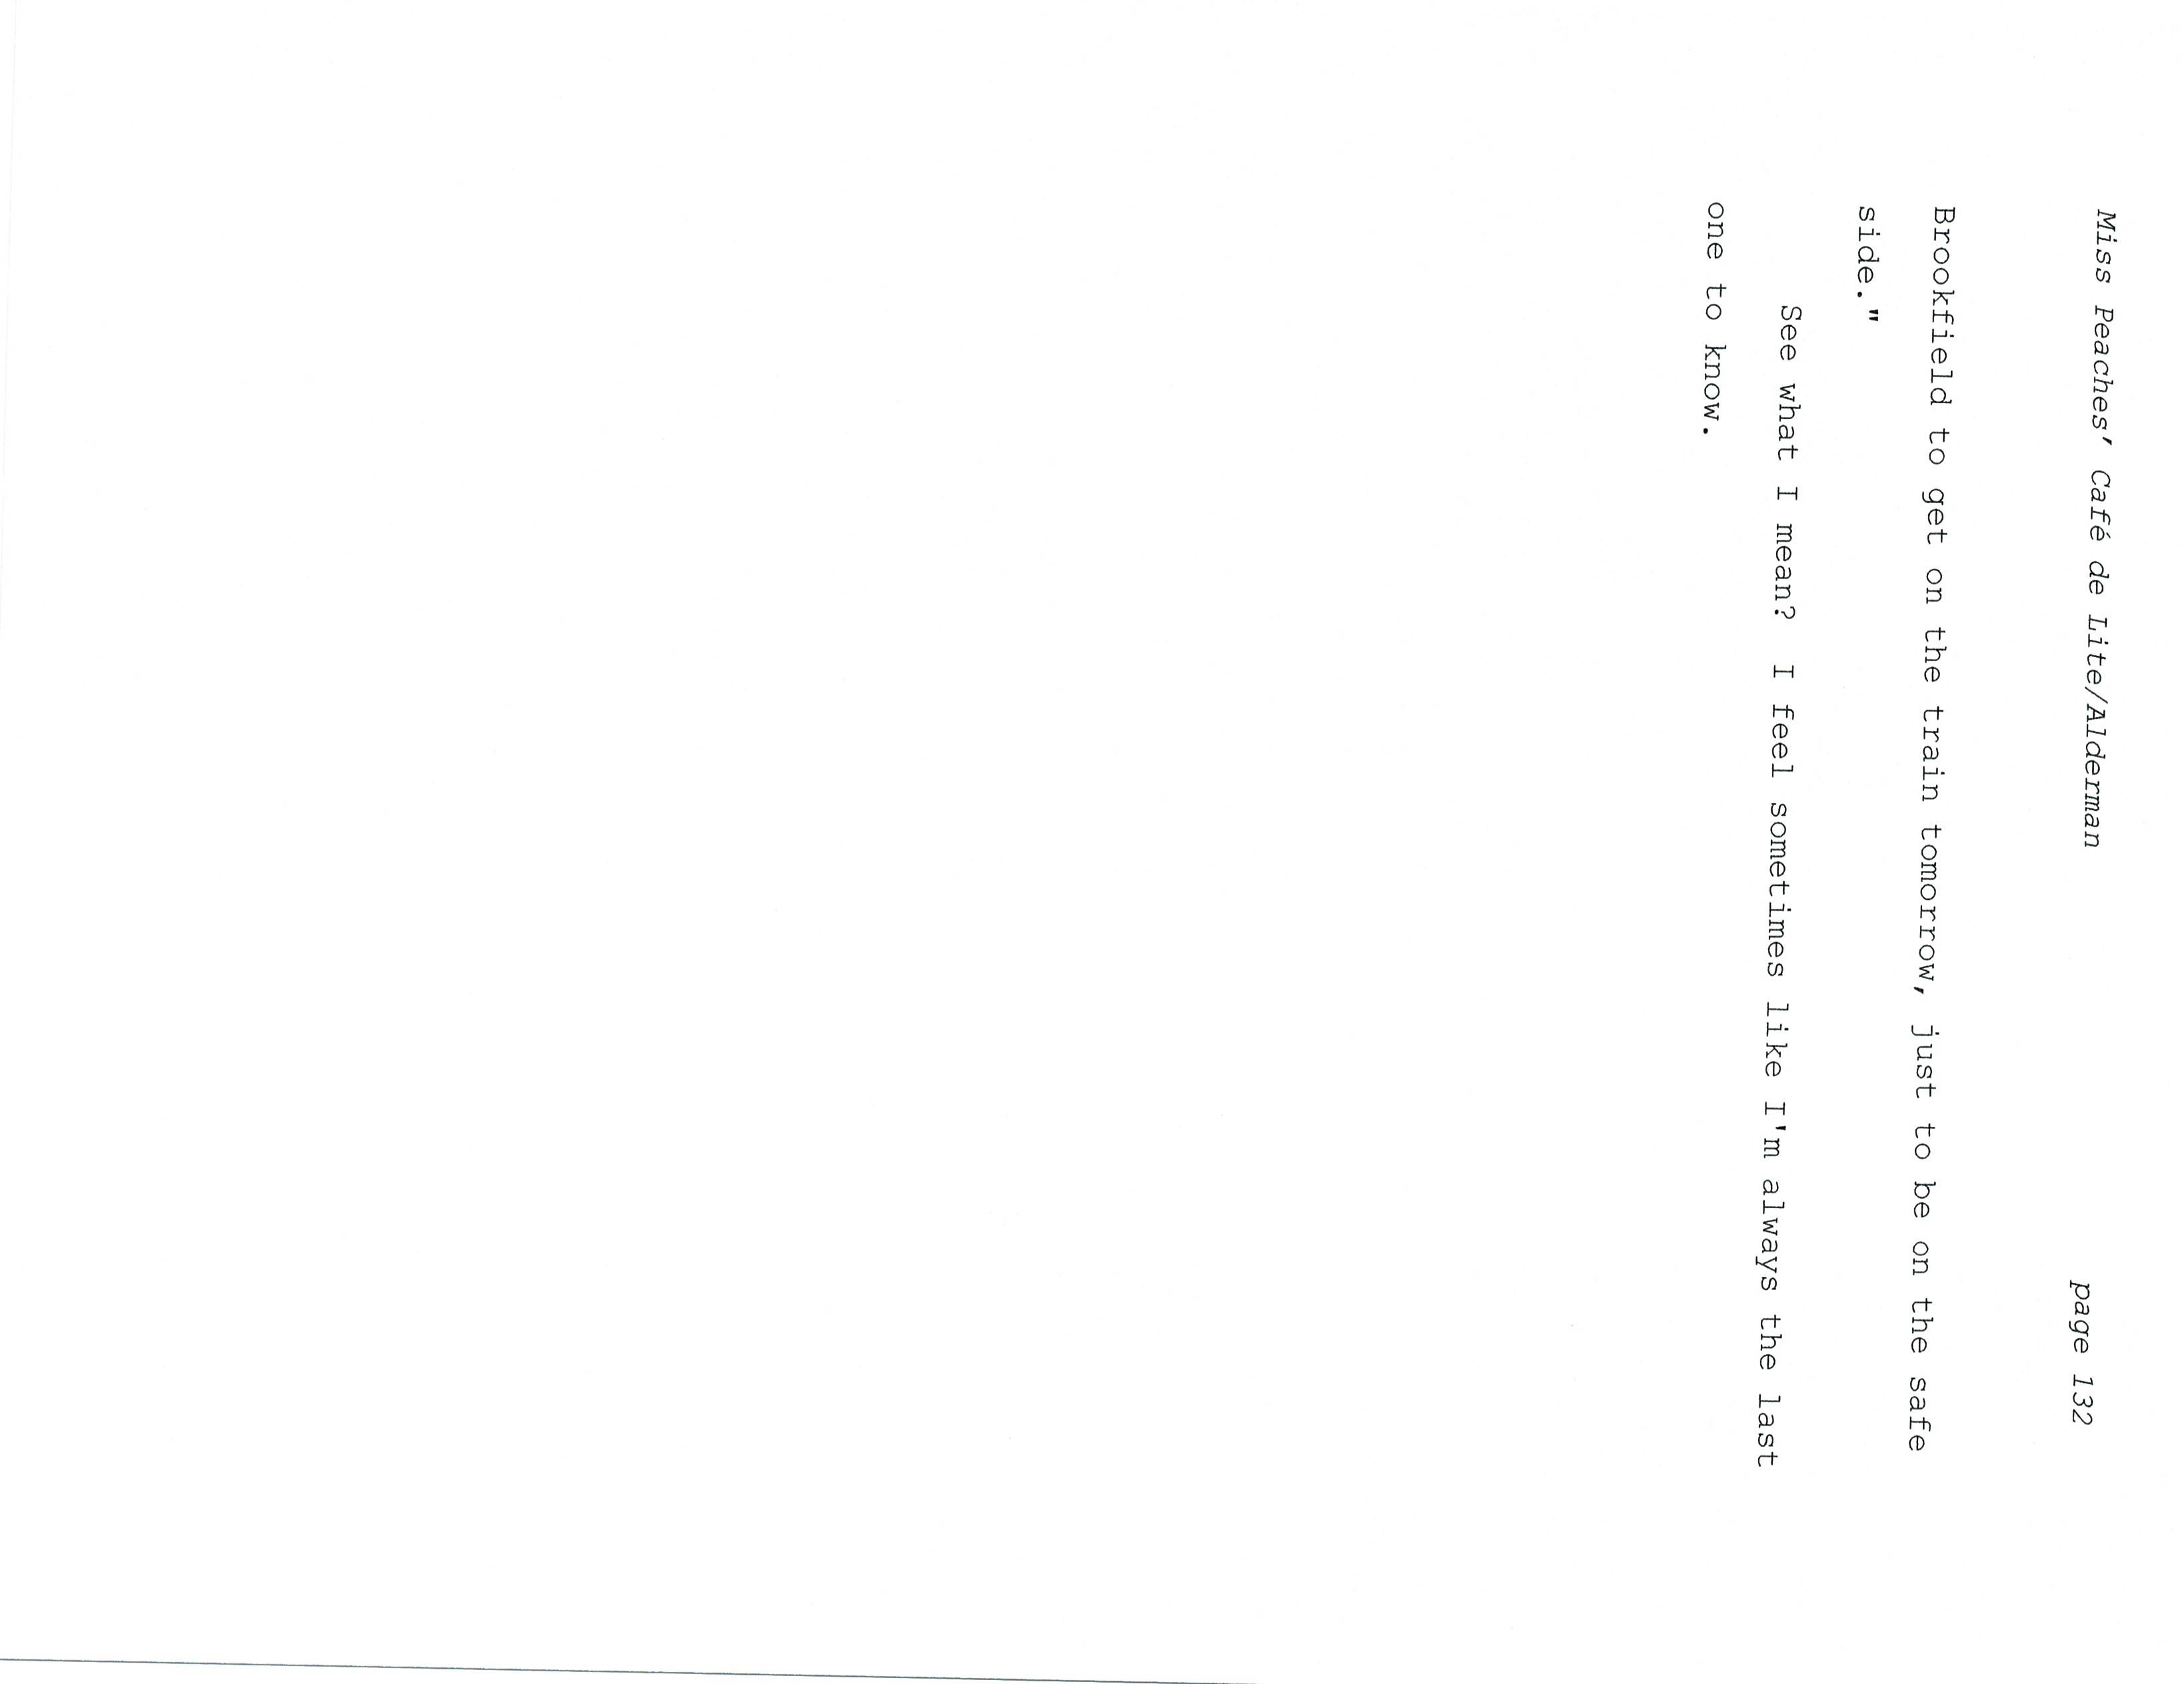 Miss Peaches' Café de Lite/Alderman page 132
Brookfield to get on the train tomorrow, just to be on the safe
side."
See what I mean?  I feel sometimes like I'm always the last
one to know.